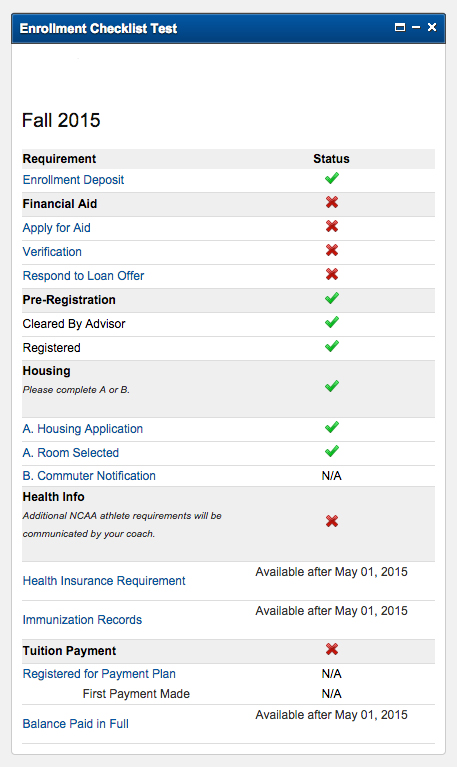 Enrollment Checklist Test
Fall 2015
Requirement Status
Enrollment Deposit
Financial Aid
Apply for Aid
Verification
Respond to Loan Offer
Pre-Registration
Cleared By Advisor
Registered
Housing
Please complete A or B.
A. Housing Application
A. Room Selected
B. Commuter Notification N/A
Health Info
Additional NCAA athlete requirements will be
communicated by your coach.
Health Insurance Requirement Available after May 01, 2015
Immunization Records Available after May 01, 2015
Tuition Payment
Registered for Payment Plan N/A
First Payment Made N/A
Balance Paid in Full Available after May 01, 2015